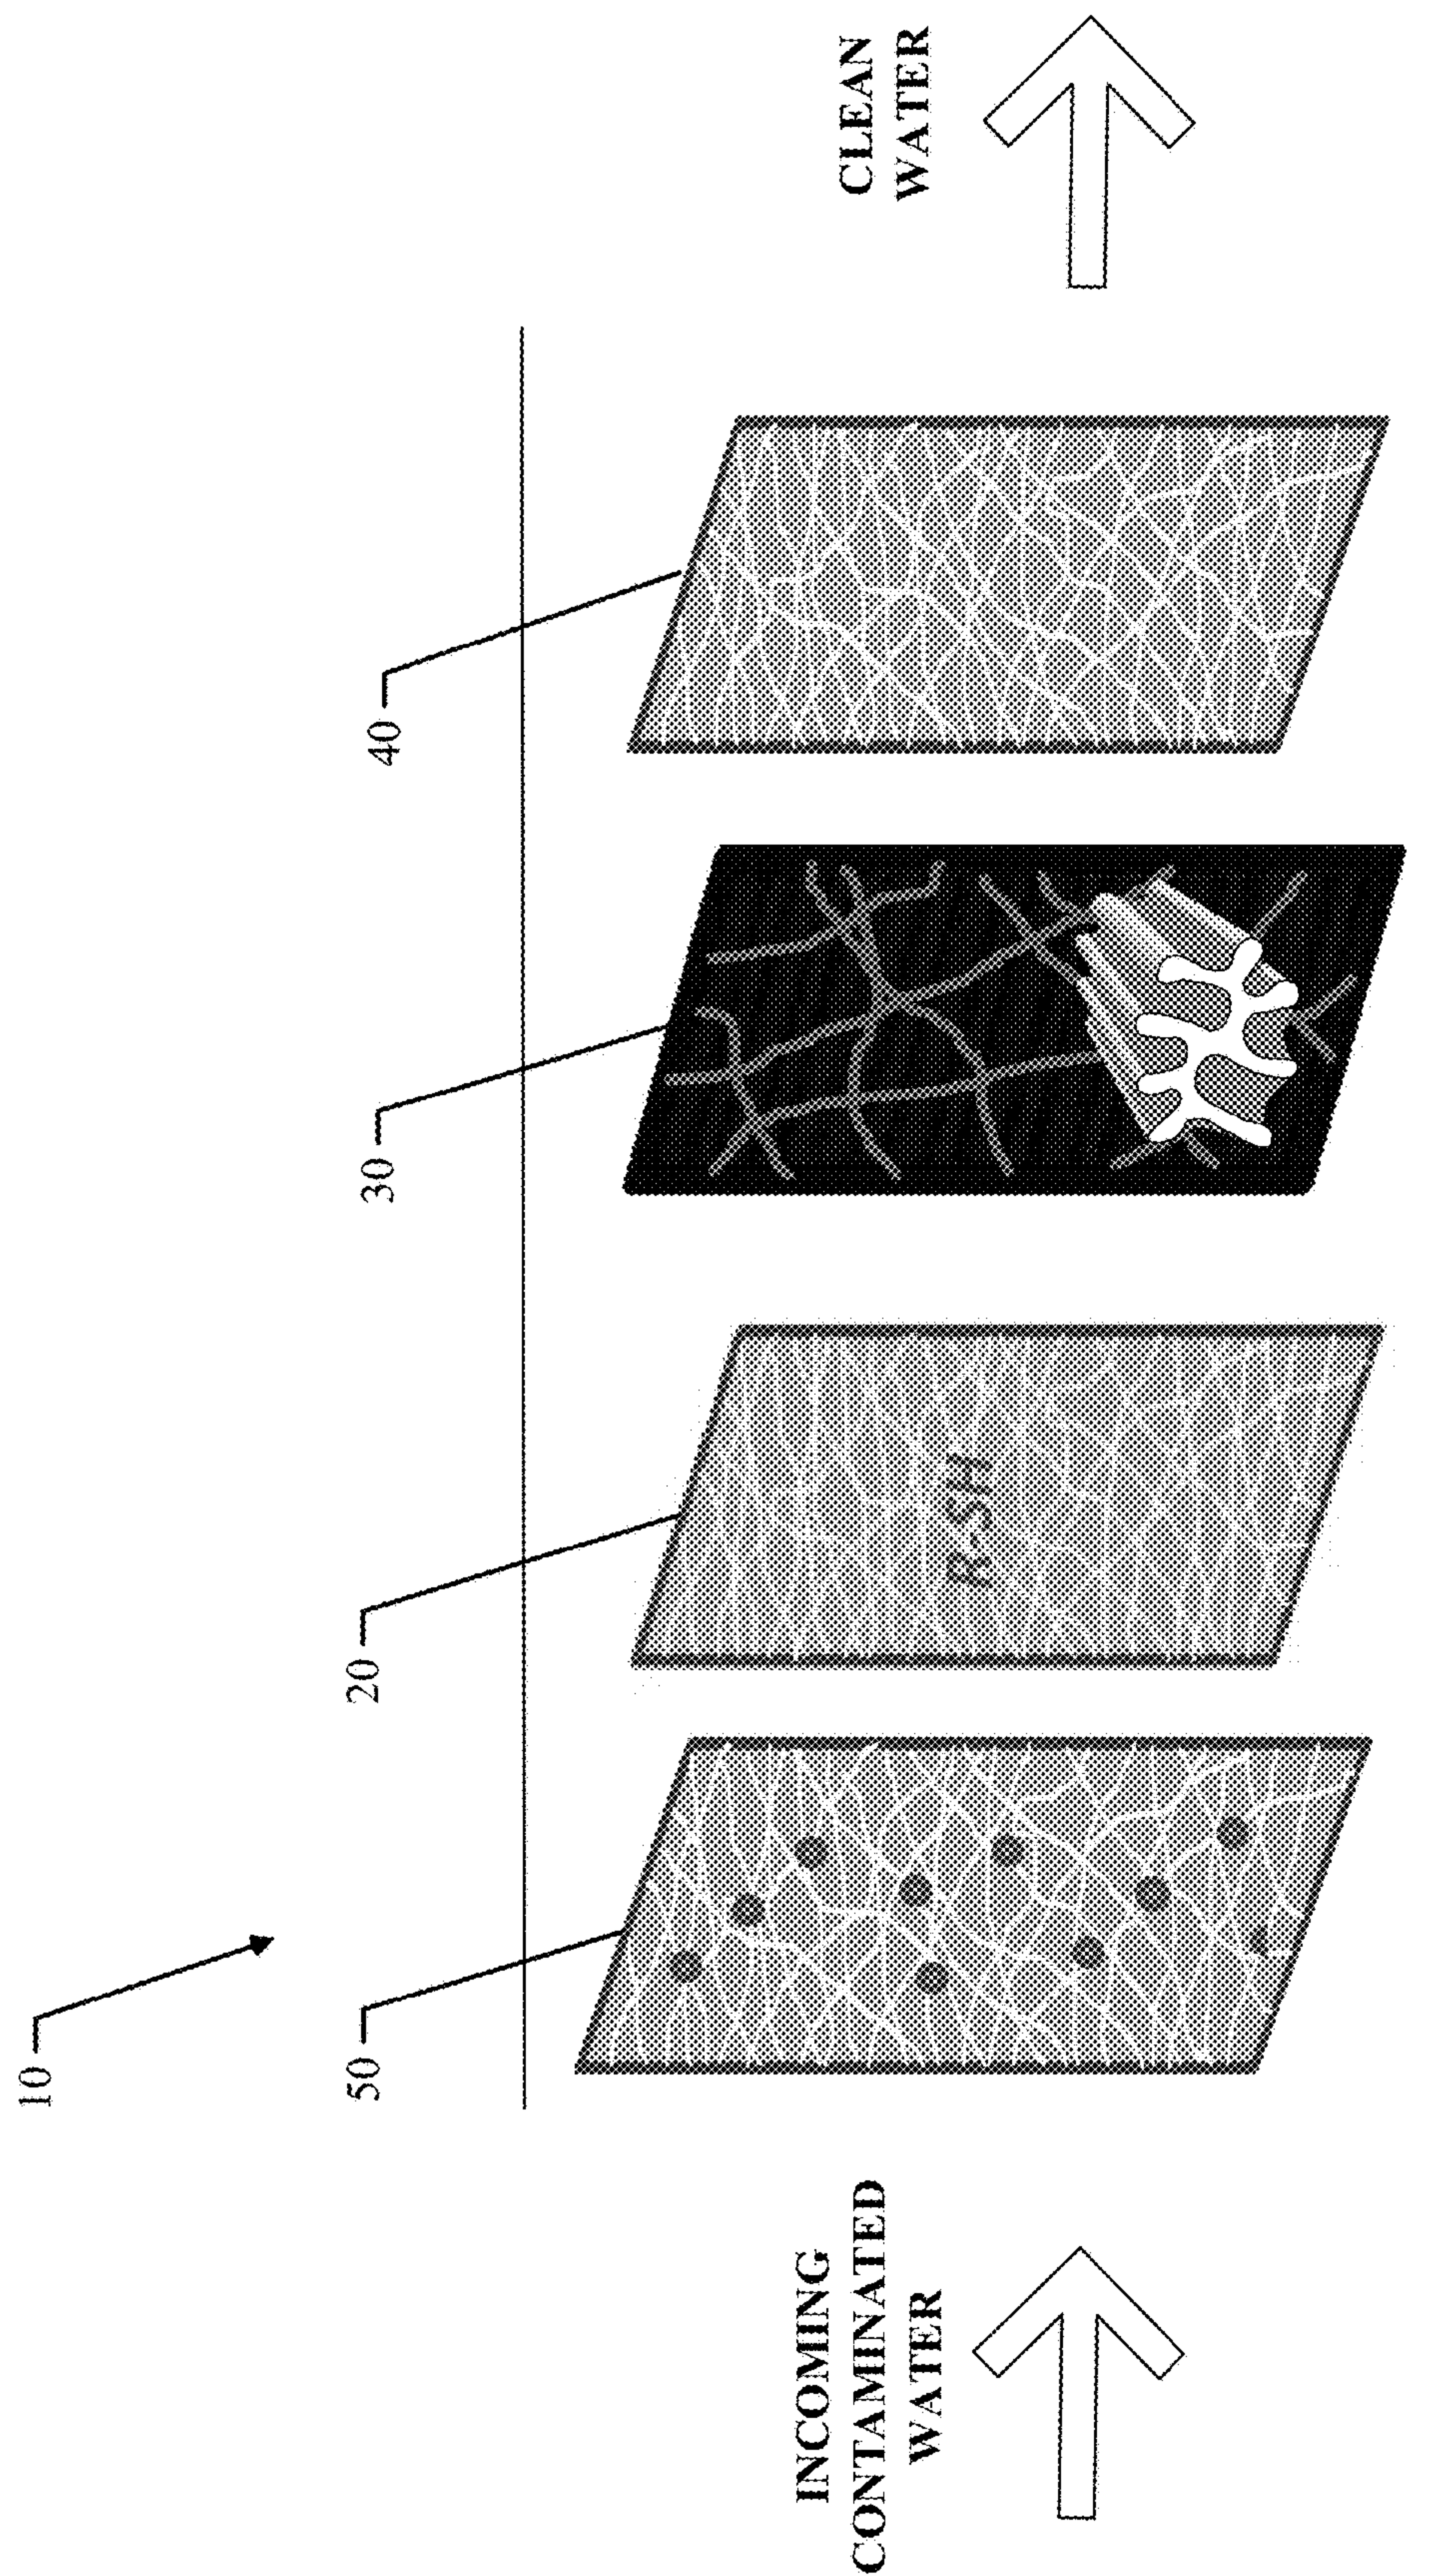 10
50
20
30
40
INCOMING
CONTAMINATED
WATER
R-SH
CLEAN
WATER